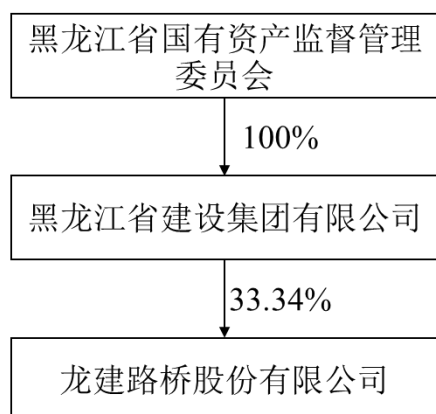 黑龙江省国有资产监督管理
委员会
100%
黑龙江省建设集团有限公司
33.34%
龙建路桥股份有限公司